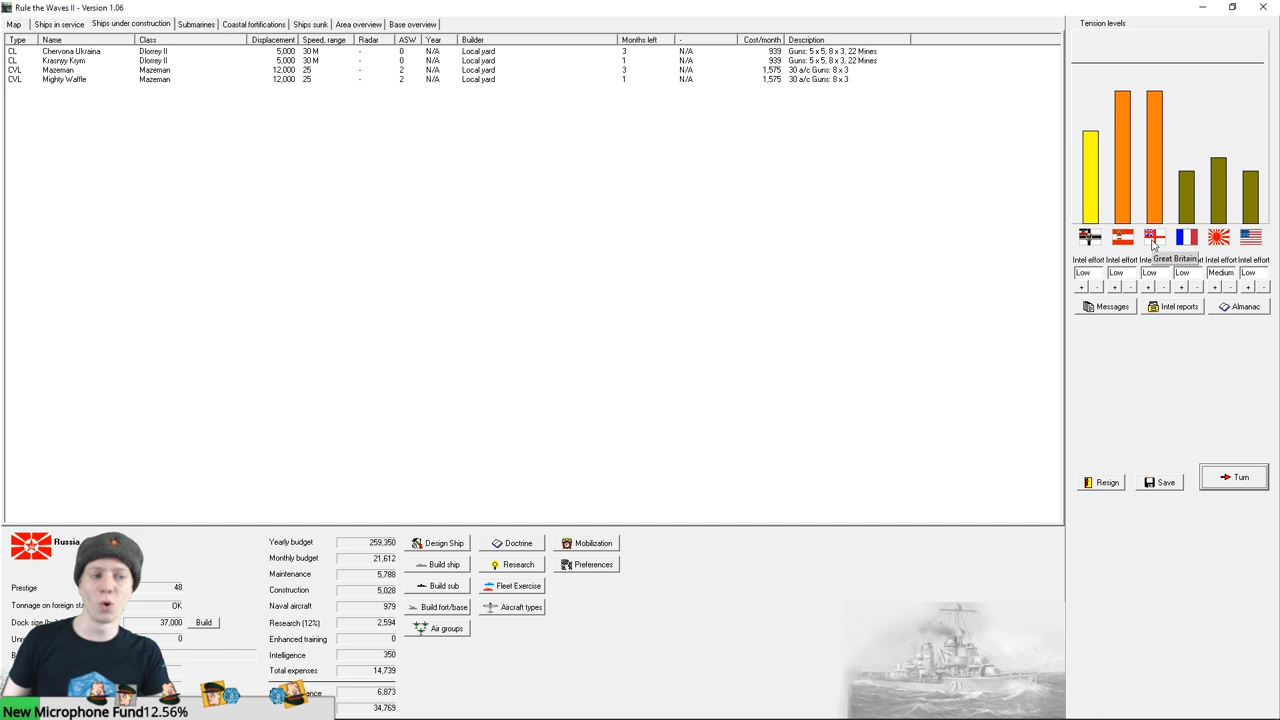 Rule the Waves II - Version 1.06
Map Ships in service Ships under construction Submarines Coastal fortifications Ships sunk Area overview Base overview
Type Name Class Displacement Speed, range Radar ASW Year Builder Months left - Cost/month Description
CL Chervona Ukraina Dlorrey II 5,000 30 M - 0 N/A Local yard 3 N/A 939 Guns: 5 x 5, 8 x 3, 22 Mines
CL Krasnyy Krym Dlorrey II 5,000 30 M - 0 N/A Local yard 1 N/A 939 Guns: 5 x 5, 8 x 3, 22 Mines
CVL Mazeman Mazeman 12,000 25 - 2 N/A Local yard 3 N/A 1,575 30 a/c Guns: 8 x 3
CVL Mighty Waffle Mazeman 12,000 25 - 2 N/A Local yard 1 N/A 1,575 30 a/c Guns: 8 x 3
Tension levels
Great Britain
Intel effort Intel effort Inte Intel effort Intel effort
Low Low Low Low Medium Low
+ - + - + - + - + - + -
Messages Intel reports Almanac
Resign Save Turn
Russia
Prestige 48
Tonnage on foreign sta OK
Dock size 37,000 Build
Unre 0
B
Yearly budget 259,350
Monthly budget 21,612
Maintenance 5,788
Construction 5,028
Naval aircraft 979
Research (12%) 2,594
Enhanced training 0
Intelligence 350
Total expenses 14,739
ance 6,873
34,769
Design Ship Doctrine Mobilization
Build ship Research Preferences
Build sub Fleet Exercise
Build fort/base Aircraft types
Air groups
New Microphone Fund12.56%